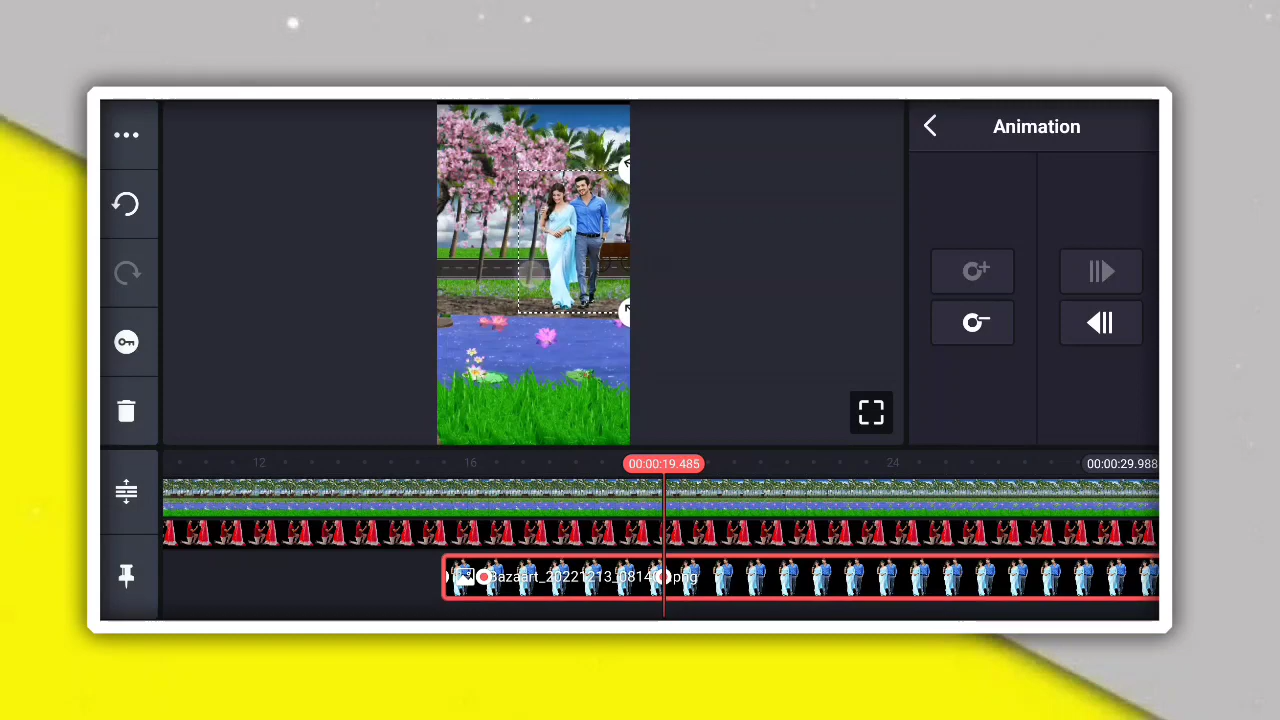 Animation
12
16
00:00:19.485
24
00:00:29.988
Bazaart_20221213_0814
png